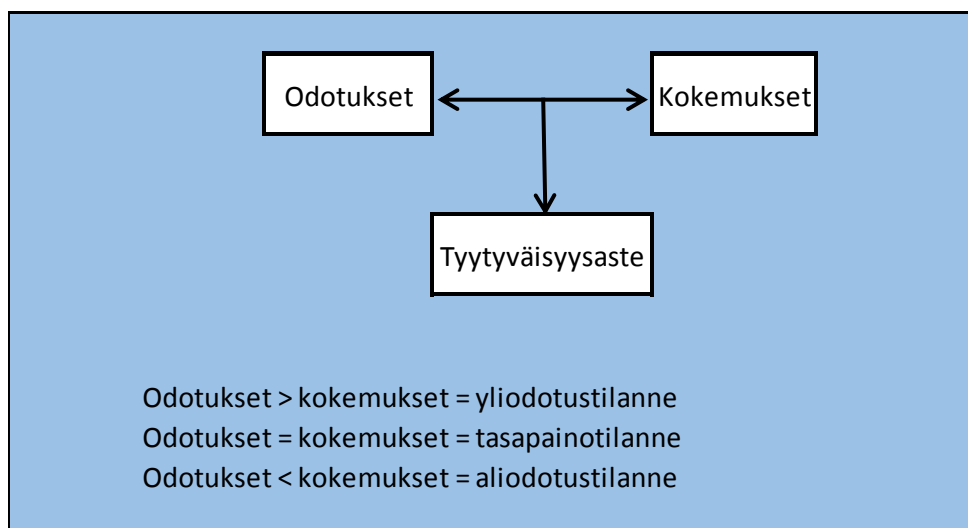 Odotukset
Kokemukset
Tyytyväisyysaste
Odotukset > kokemukset = yliodotustilanne
Odotukset = kokemukset = tasapainotilanne
Odotukset < kokemukset = aliodotustilanne